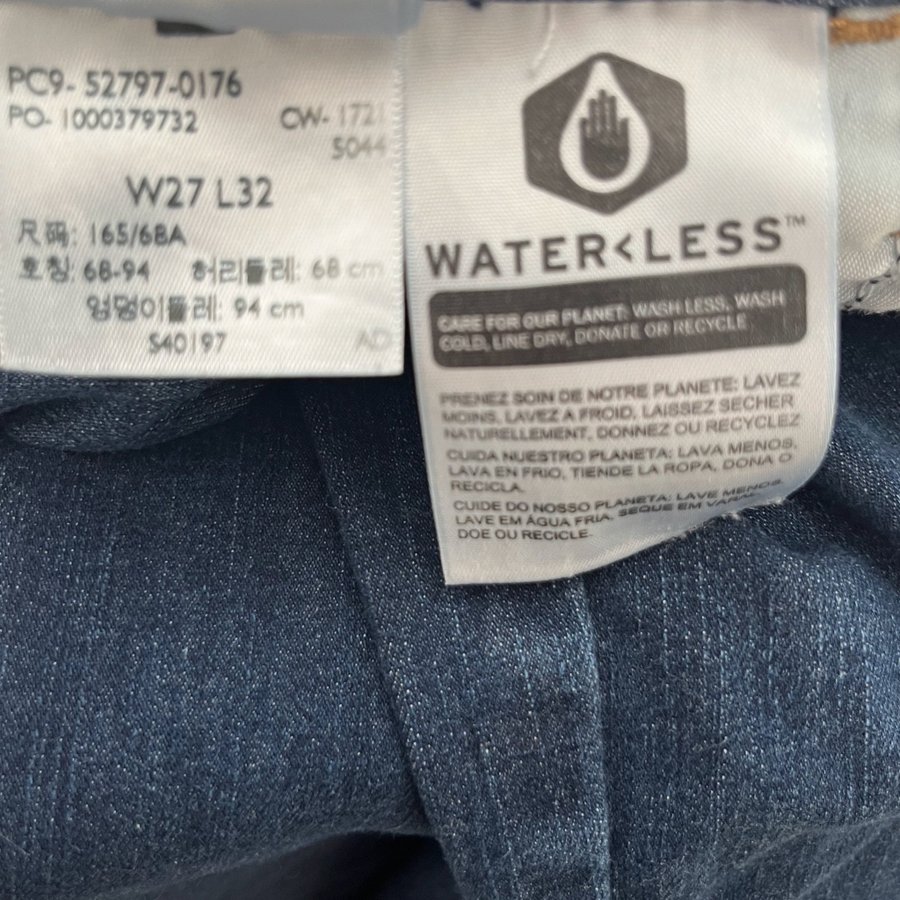 PC9- 52797-0176
PO- 1000379732 CW- 1721
S044
W27 L32
尺码: 165/68A
호칭: 68-94 허리둘레: 68 cm
엉덩이둘레: 94 cm
S40197 AD
WATER<LESS™
CARE FOR OUR PLANET: WASH LESS, WASH
COLD, LINE DRY, DONATE OR RECYCLE
PRENEZ SOIN DE NOTRE PLANETE: LAVEZ
MOINS, LAVEZ A FROID, LAISSEZ SECHER
NATURELLEMENT, DONNEZ OU RECYCLEZ
CUIDA NUESTRO PLANETA: LAVA MENOS,
LAVA EN FRIO, TIENDE LA ROPA, DONA O
RECICLA.
CUIDE DO NOSSO PLANETA: LAVE MENOS,
LAVE EM ÁGUA FRIA, SEQUE EM VARAL,
DOE OU RECICLE.